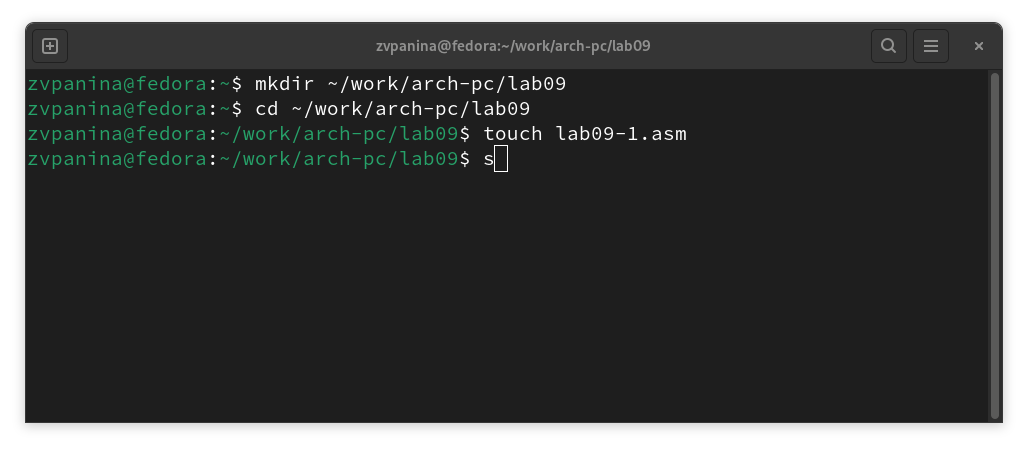 zvpanina@fedora:~/work/arch-pc/lab09
zvpanina@fedora:~$ mkdir ~/work/arch-pc/lab09
zvpanina@fedora:~$ cd ~/work/arch-pc/lab09
zvpanina@fedora:~/work/arch-pc/lab09$ touch lab09-1.asm
zvpanina@fedora:~/work/arch-pc/lab09$ s